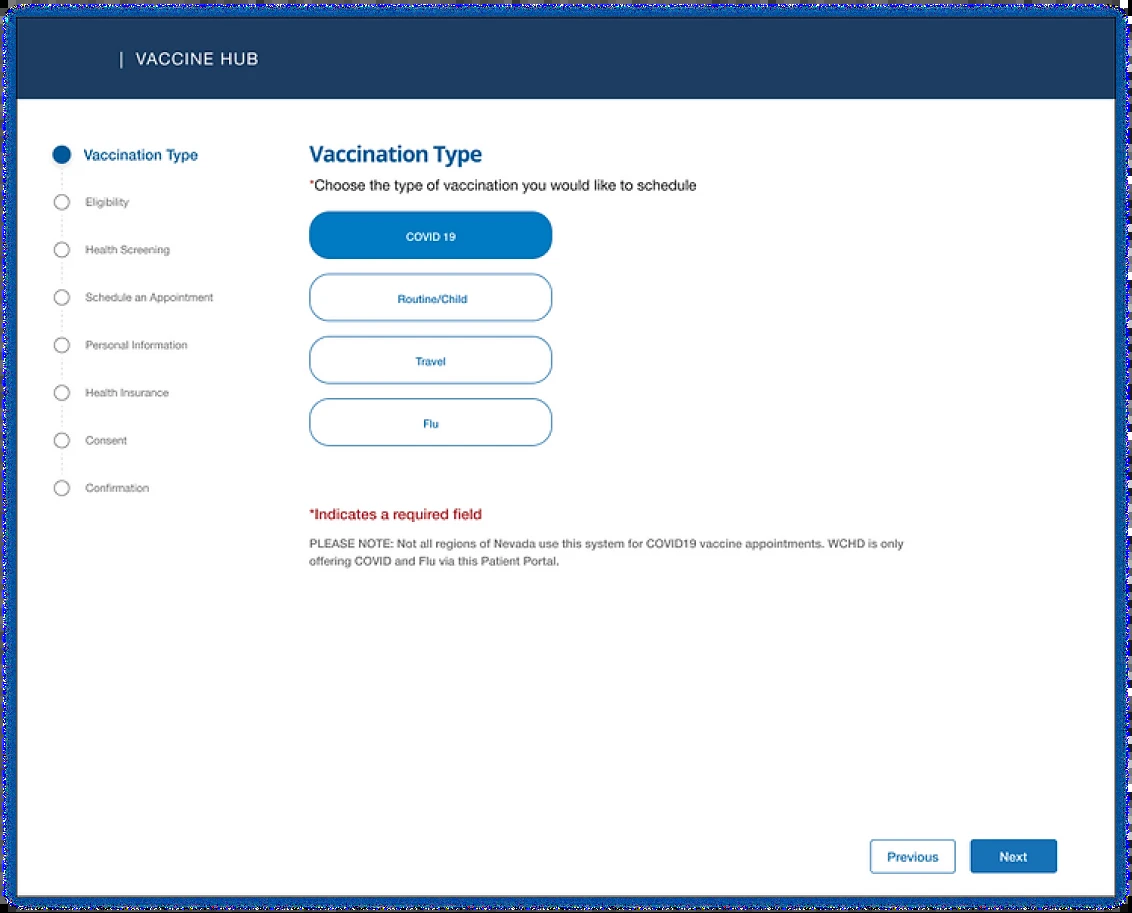 | VACCINE HUB
Vaccination Type
Eligibility
Health Screening
Schedule an Appointment
Personal Information
Health Insurance
Consent
Confirmation
Vaccination Type
*Choose the type of vaccination you would like to schedule
COVID 19
Routine/Child
Travel
Flu
*Indicates a required field
PLEASE NOTE: Not all regions of Nevada use this system for COVID19 vaccine appointments. WCHD is only
offering COVID and Flu via this Patient Portal.
Previous
Next